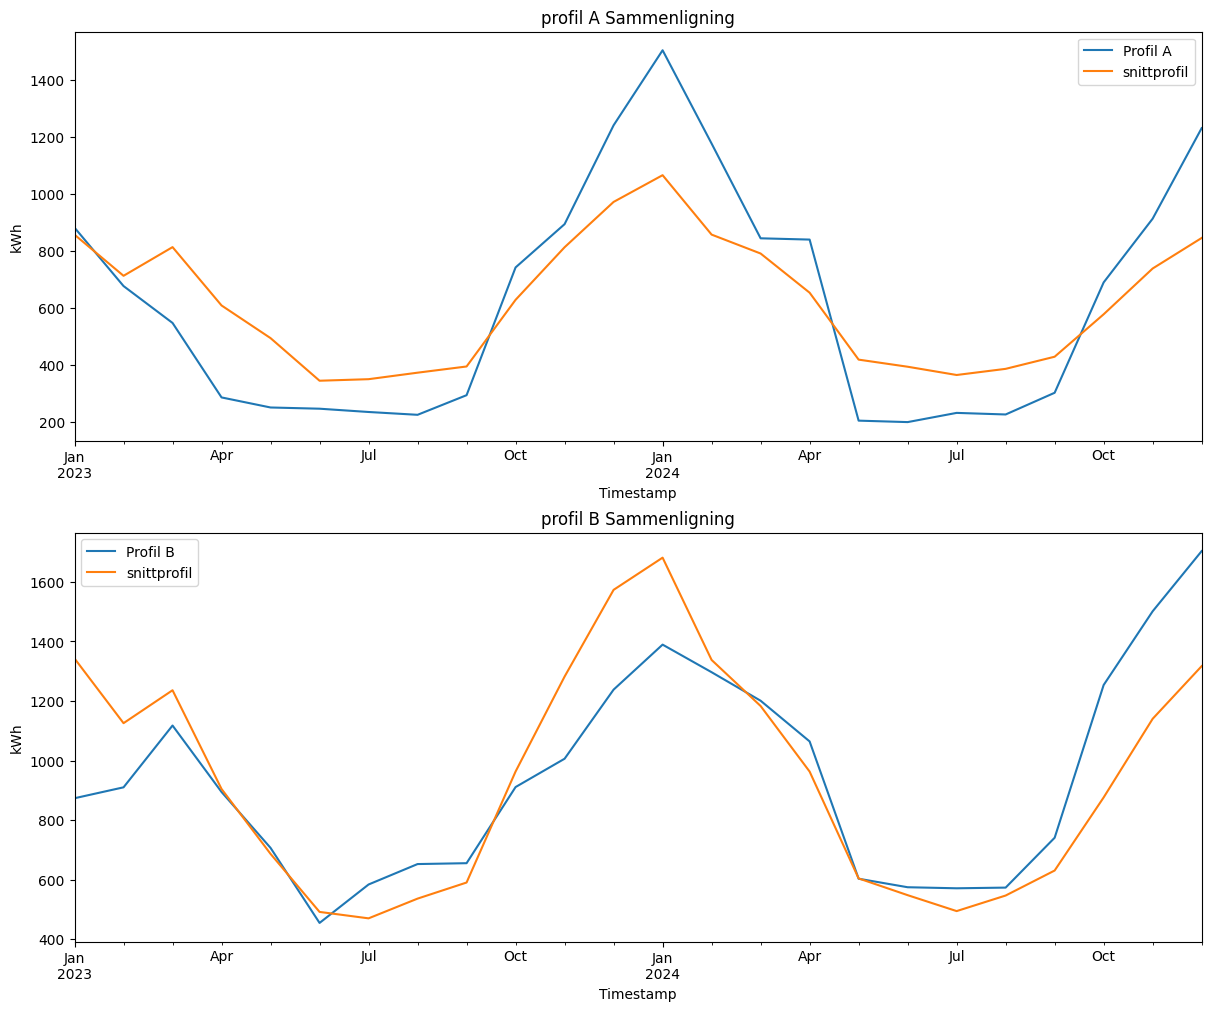 profil A Sammenligning
Profil A
snittprofil
1400
1200
1000
800
600
400
200
kWh
Jan
2023
Apr
Jul
Oct
Jan
2024
Apr
Jul
Oct
Timestamp
profil B Sammenligning
Profil B
snittprofil
1600
1400
1200
1000
800
600
400
kWh
Jan
2023
Apr
Jul
Oct
Jan
2024
Apr
Jul
Oct
Timestamp